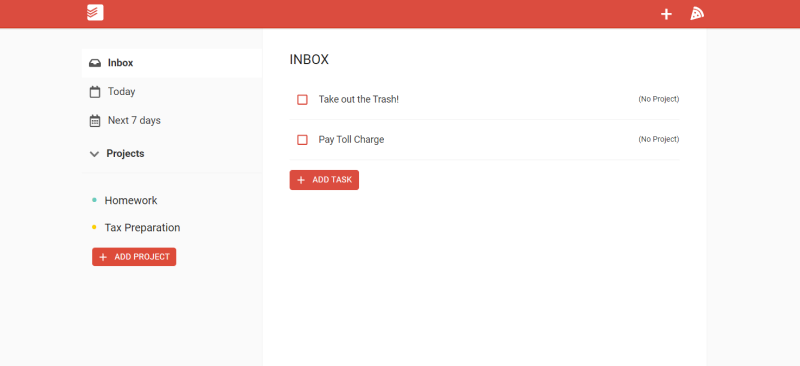 Inbox
Today
Next 7 days
Projects
Homework
Tax Preparation
+ ADD PROJECT
INBOX
Take out the Trash! (No Project)
Pay Toll Charge (No Project)
+ ADD TASK